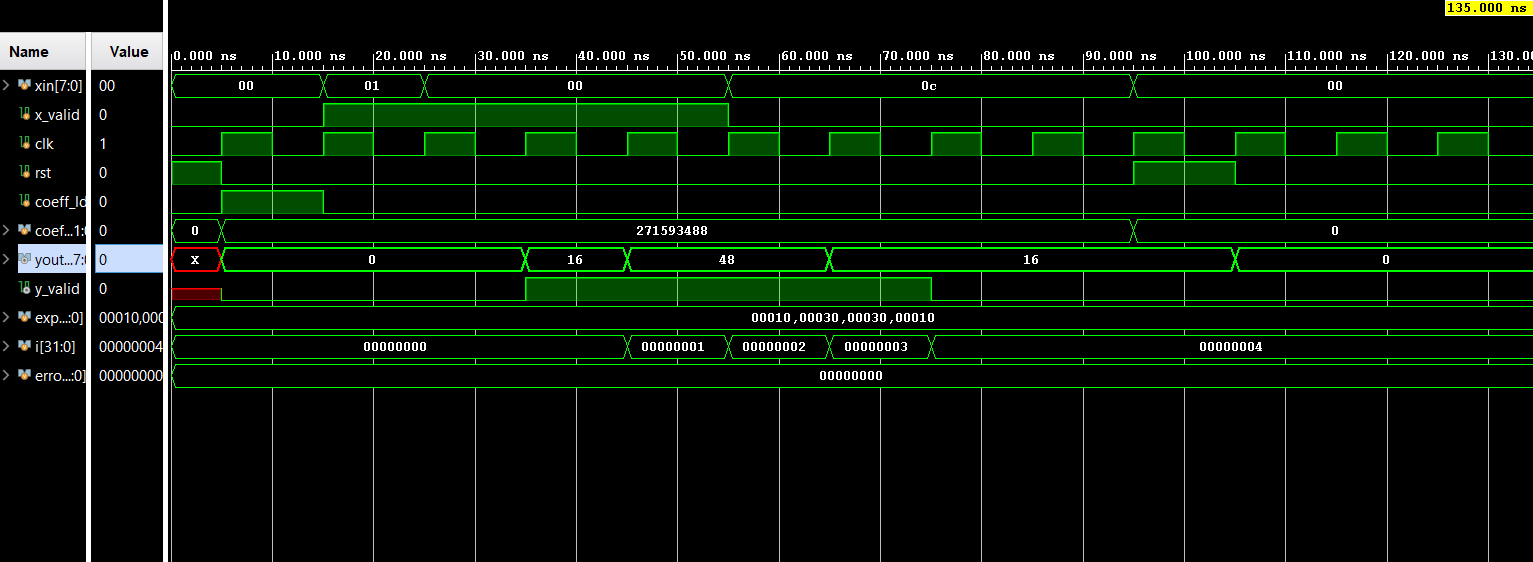 135.000 ns
Name Value 0.000 ns 10.000 ns 20.000 ns 30.000 ns 40.000 ns 50.000 ns 60.000 ns 70.000 ns 80.000 ns 90.000 ns 100.000 ns 110.000 ns 120.000 ns 130.0
xin[7:0] 00 00 01 00 0c 00
x_valid 0
clk 1
rst 0
coeff_ld 0
coef...1:0 0 0 271593488 0
yout...7:0 0 X 0 16 48 16 0
y_valid 0
exp...:0] 00010,000 00010,00030,00030,00010
i[31:0] 00000004 00000000 00000001 00000002 00000003 00000004
erro...:0] 00000000 00000000